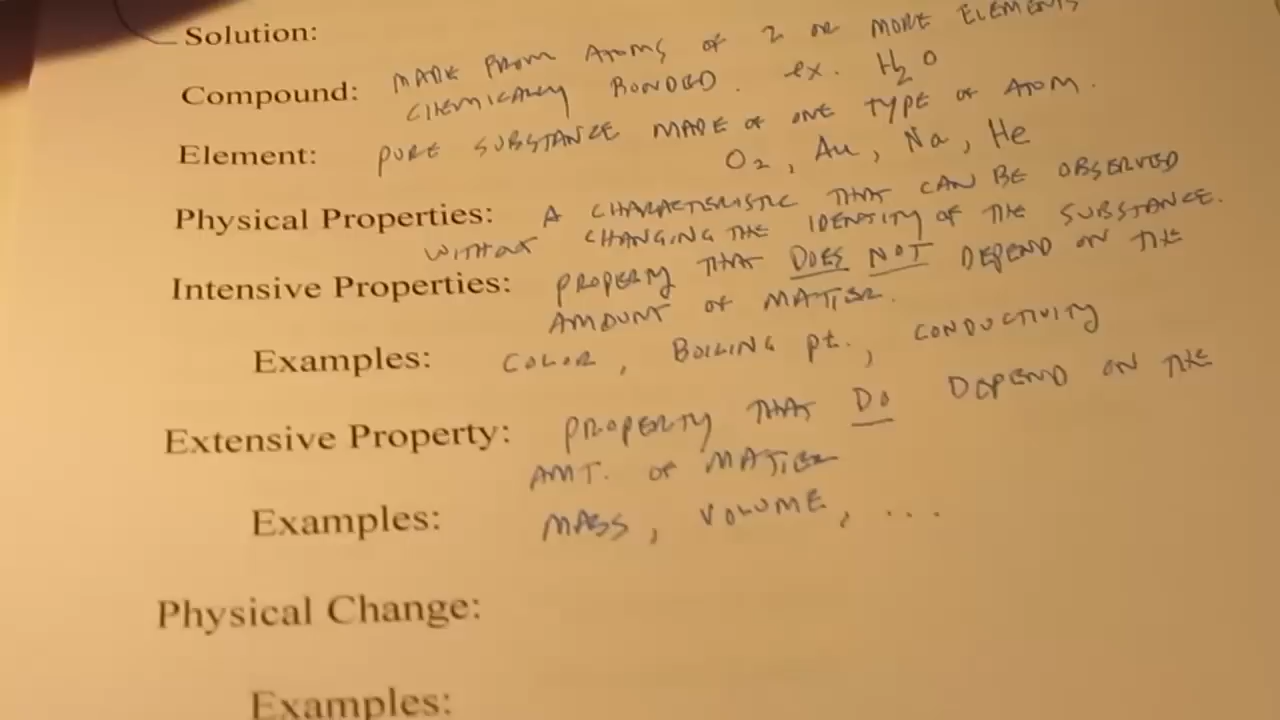 Solution:
Compound: MADE FROM ATOMS OF 2 OR MORE ELEMENTS
CHEMICALLY BONDED. ex. H₂O
Element: PURE SUBSTANCE MADE OF ONE TYPE OF ATOM.
O₂, Au, Na, He
Physical Properties: A CHARACTERISTIC THAT CAN BE OBSERVED
WITHOUT CHANGING THE IDENTITY OF THE SUBSTANCE.
Intensive Properties: PROPERTY THAT DOES NOT DEPEND ON THE
AMOUNT OF MATTER.
Examples: COLOR, BOILING pt., CONDUCTIVITY
Extensive Property: PROPERTY THAT DO DEPEND ON THE
AMT. OF MATTER
Examples: MASS, VOLUME, ...
Physical Change:
Examples: